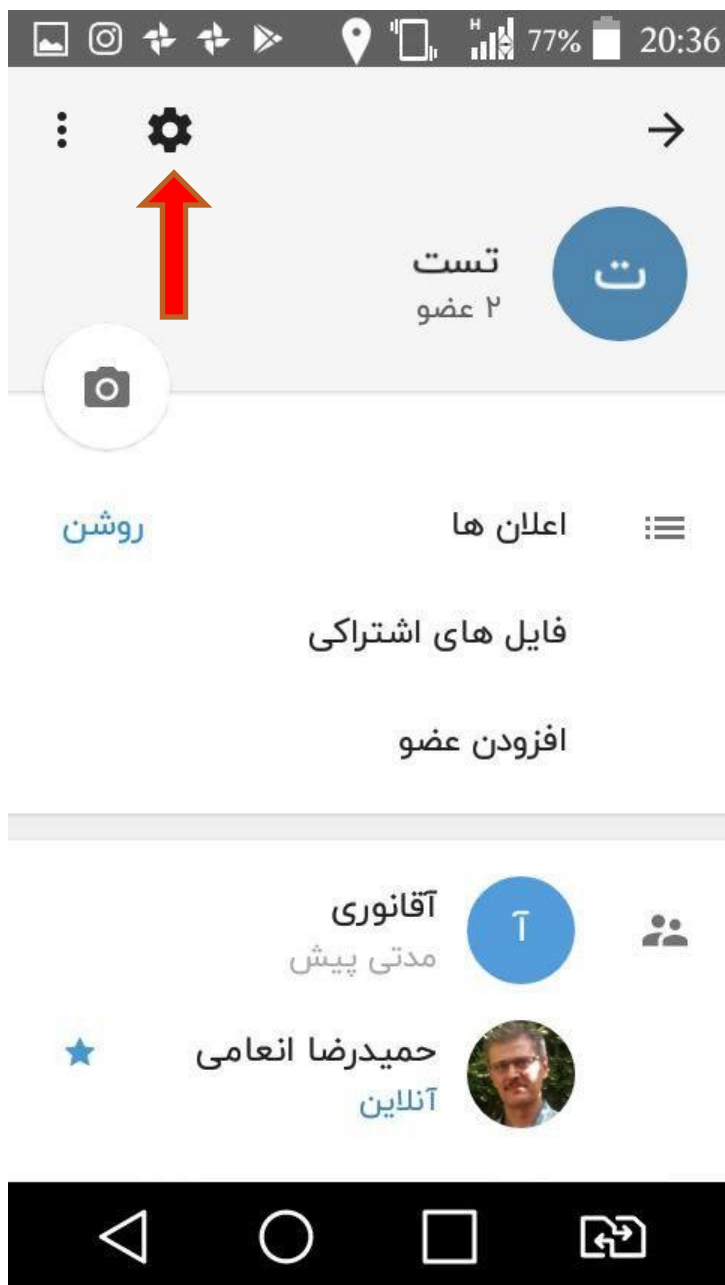 77% 20:36
H
تست
ت
۲ عضو
اعلان ها روشن
فایل های اشتراکی
افزودن عضو
آقانوری
آ
مدتی پیش
حمیدرضا انعامی
آنلاین